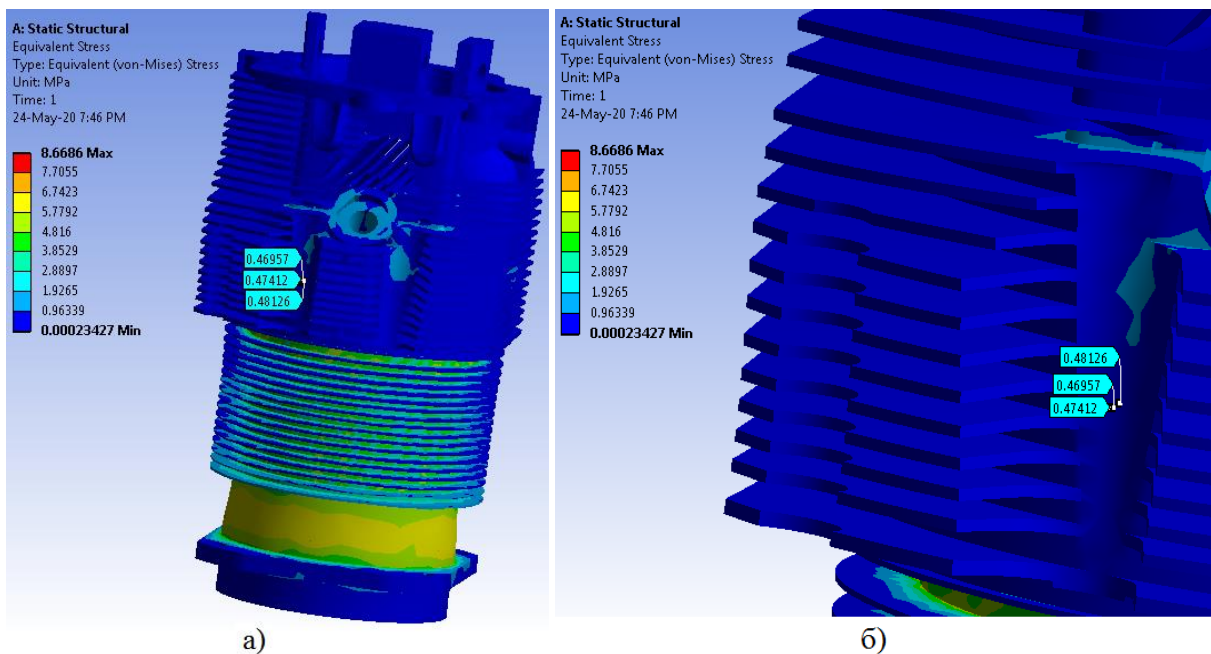 A: Static Structural
Equivalent Stress
Type: Equivalent (von-Mises) Stress
Unit: MPa
Time: 1
24-May-20 7:46 PM
8.6686 Max
7.7055
6.7423
5.7792
4.816
3.8529
2.8897
1.9265
0.96339
0.00023427 Min
0.46957
0.47412
0.48126
а)
A: Static Structural
Equivalent Stress
Type: Equivalent (von-Mises) Stress
Unit: MPa
Time: 1
24-May-20 7:46 PM
8.6686 Max
7.7055
6.7423
5.7792
4.816
3.8529
2.8897
1.9265
0.96339
0.00023427 Min
0.48126
0.46957
0.47412
б)